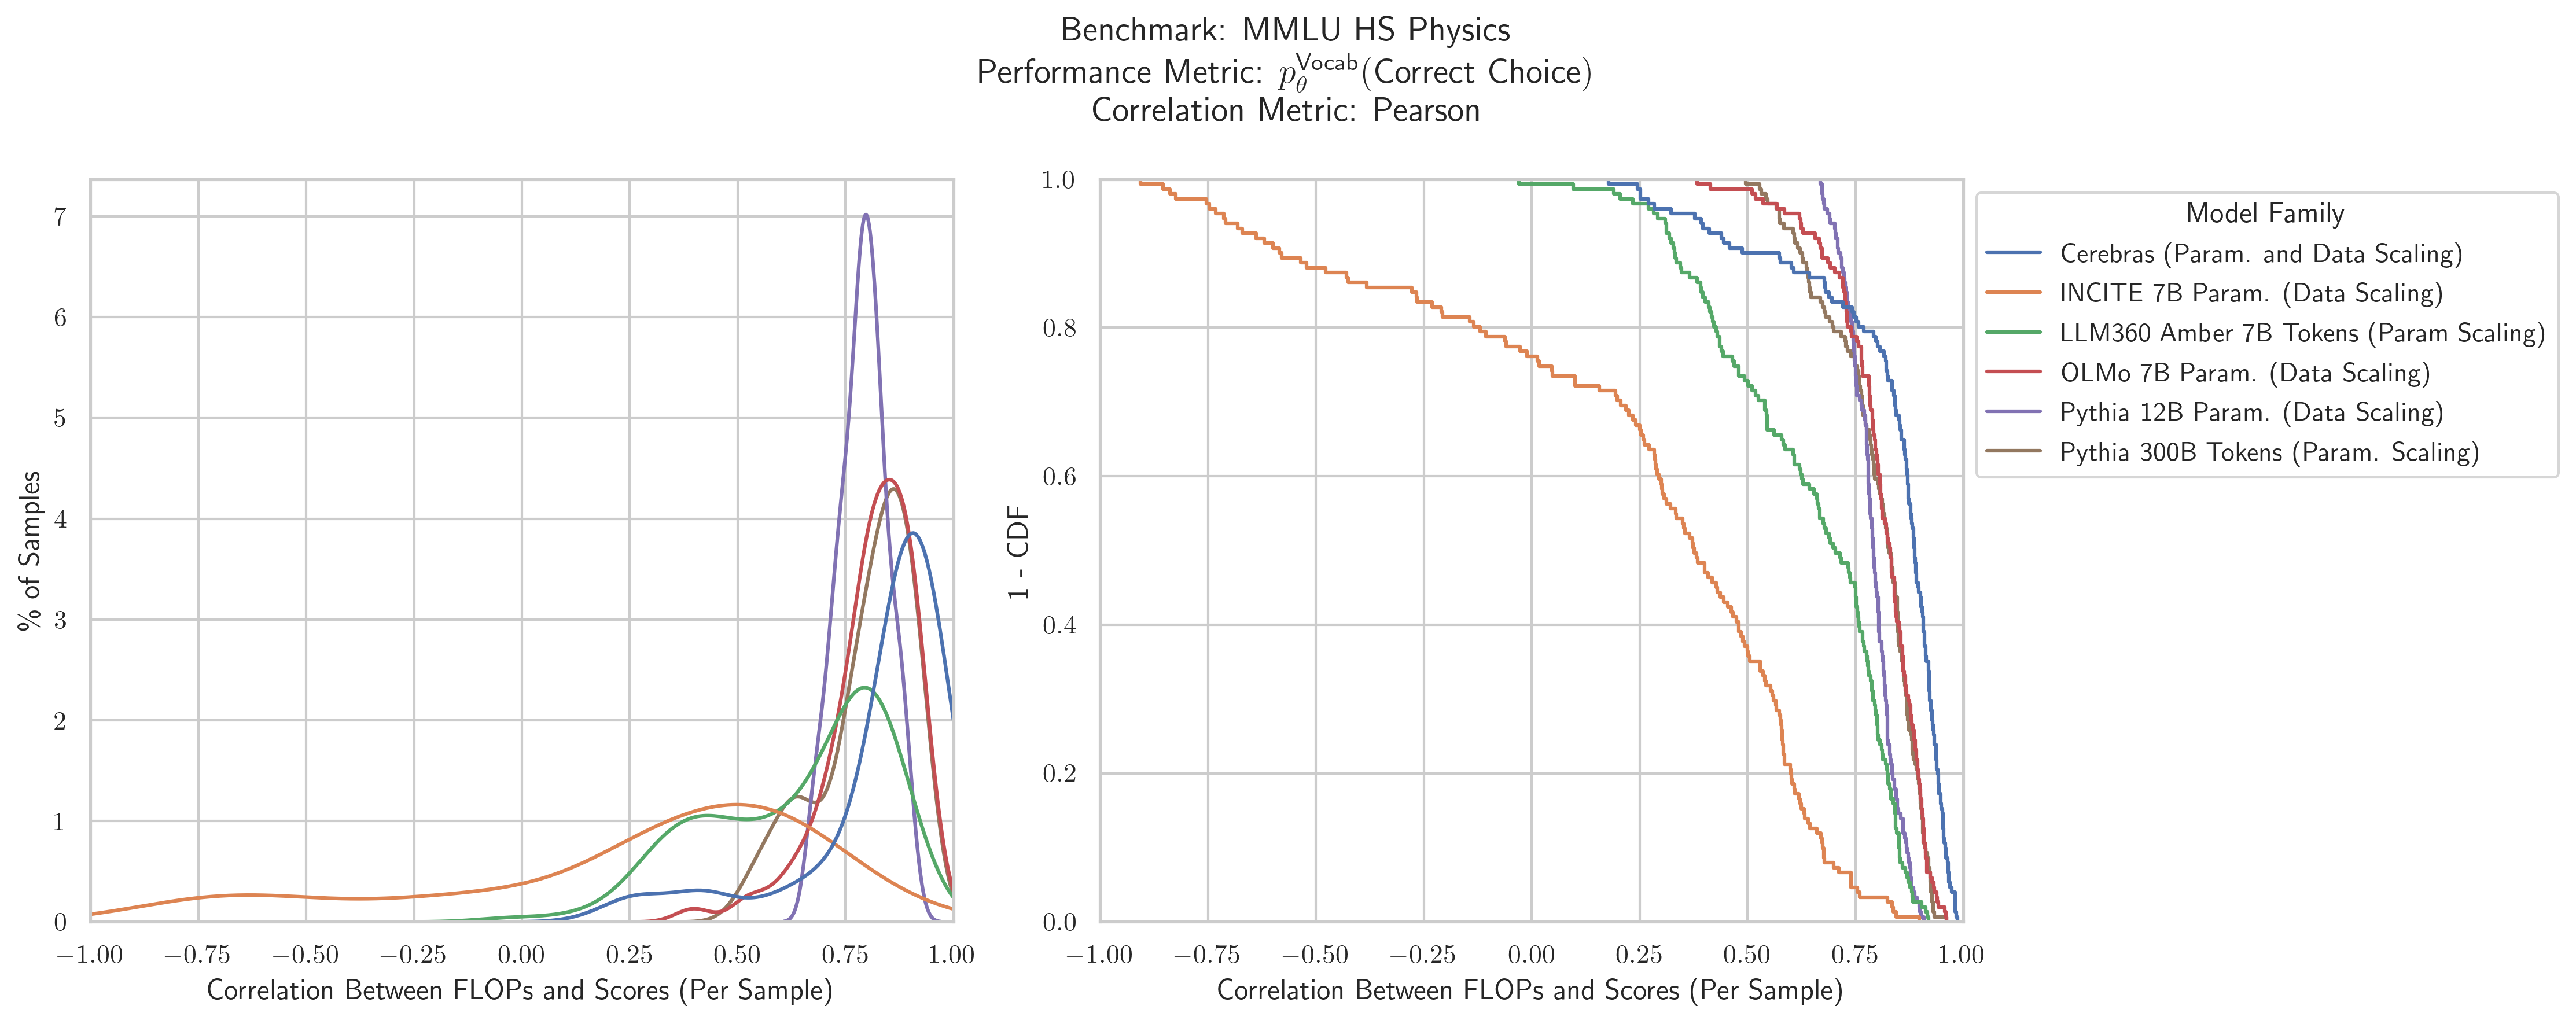 Benchmark: MMLU HS Physics
Performance Metric: $p_\theta^{\text{Vocab}}$(Correct Choice)
Correlation Metric: Pearson
% of Samples
7
6
5
4
3
2
1
0
−1.00 −0.75 −0.50 −0.25 0.00 0.25 0.50 0.75 1.00
Correlation Between FLOPs and Scores (Per Sample)
1 - CDF
1.0
0.8
0.6
0.4
0.2
0.0
−1.00 −0.75 −0.50 −0.25 0.00 0.25 0.50 0.75 1.00
Correlation Between FLOPs and Scores (Per Sample)
Model Family
Cerebras (Param. and Data Scaling)
INCITE 7B Param. (Data Scaling)
LLM360 Amber 7B Tokens (Param Scaling)
OLMo 7B Param. (Data Scaling)
Pythia 12B Param. (Data Scaling)
Pythia 300B Tokens (Param. Scaling)